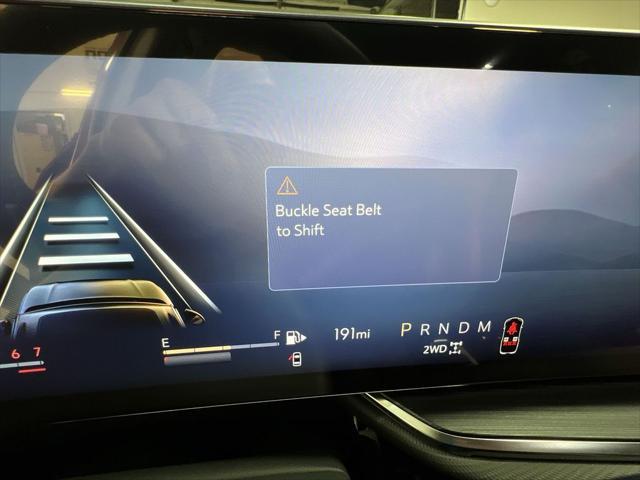 Buckle Seat Belt
to Shift
E
F
191mi
P R N D M
2WD
6 7